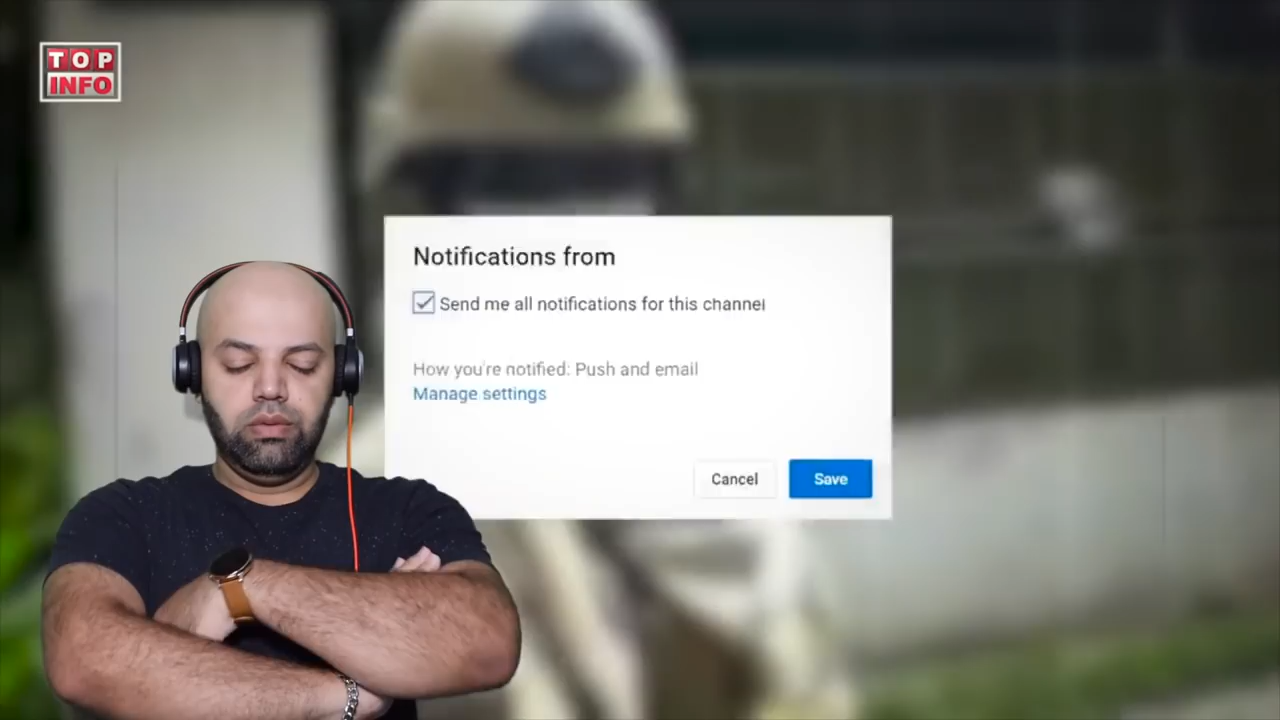 TOP
INFO
Notifications from
Send me all notifications for this channel
How you're notified: Push and email
Manage settings
Cancel
Save